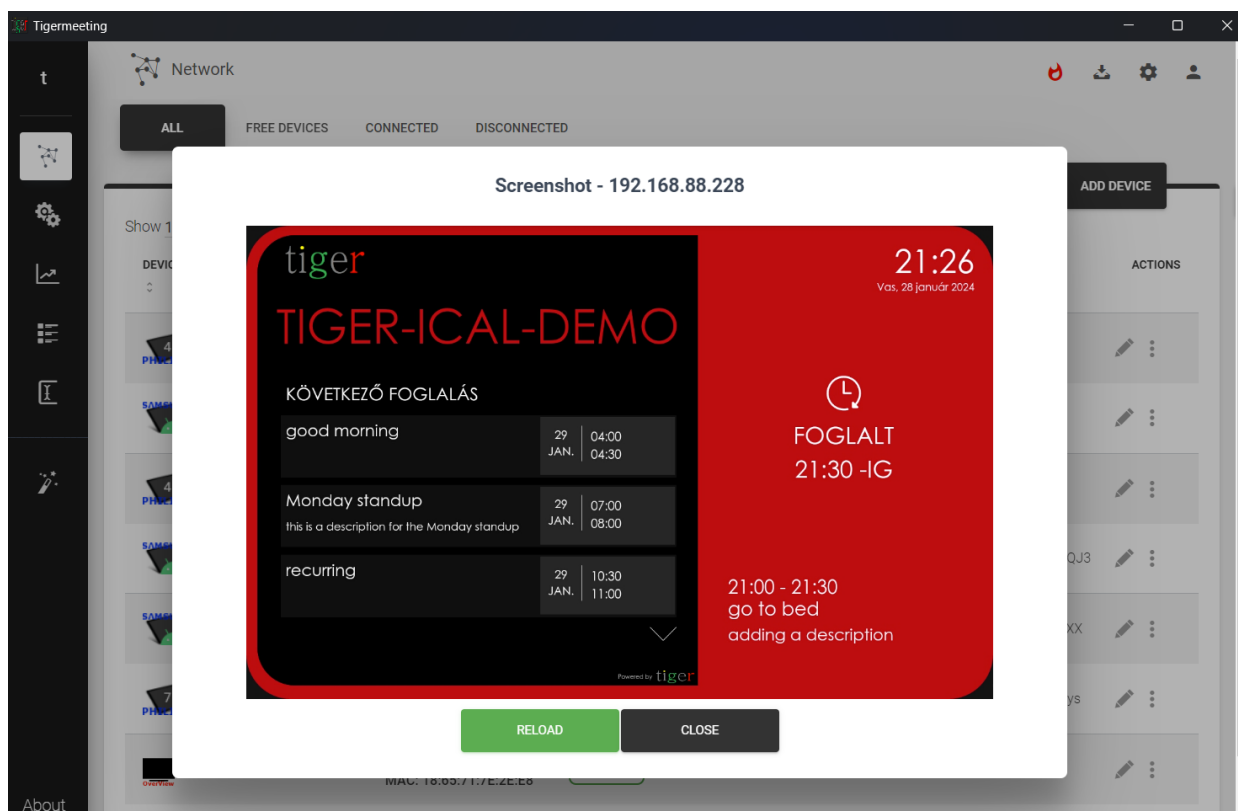 Tigermeeting
t
Network
ALL
FREE DEVICES
CONNECTED
DISCONNECTED
ADD DEVICE
Show 1
ACTIONS
Screenshot - 192.168.88.228
tiger
TIGER-ICAL-DEMO
KÖVETKEZŐ FOGLALÁS
good morning
29
JAN.
04:00
04:30
Monday standup
this is a description for the Monday standup
29
JAN.
07:00
08:00
recurring
29
JAN.
10:30
11:00
Powered by tiger
21:26
Vas, 28 január 2024
FOGLALT
21:30 -IG
21:00 - 21:30
go to bed
adding a description
RELOAD
CLOSE
QJ3
XX
ys
MAC: 18:65:71:7E:2E:E8
OverView
About